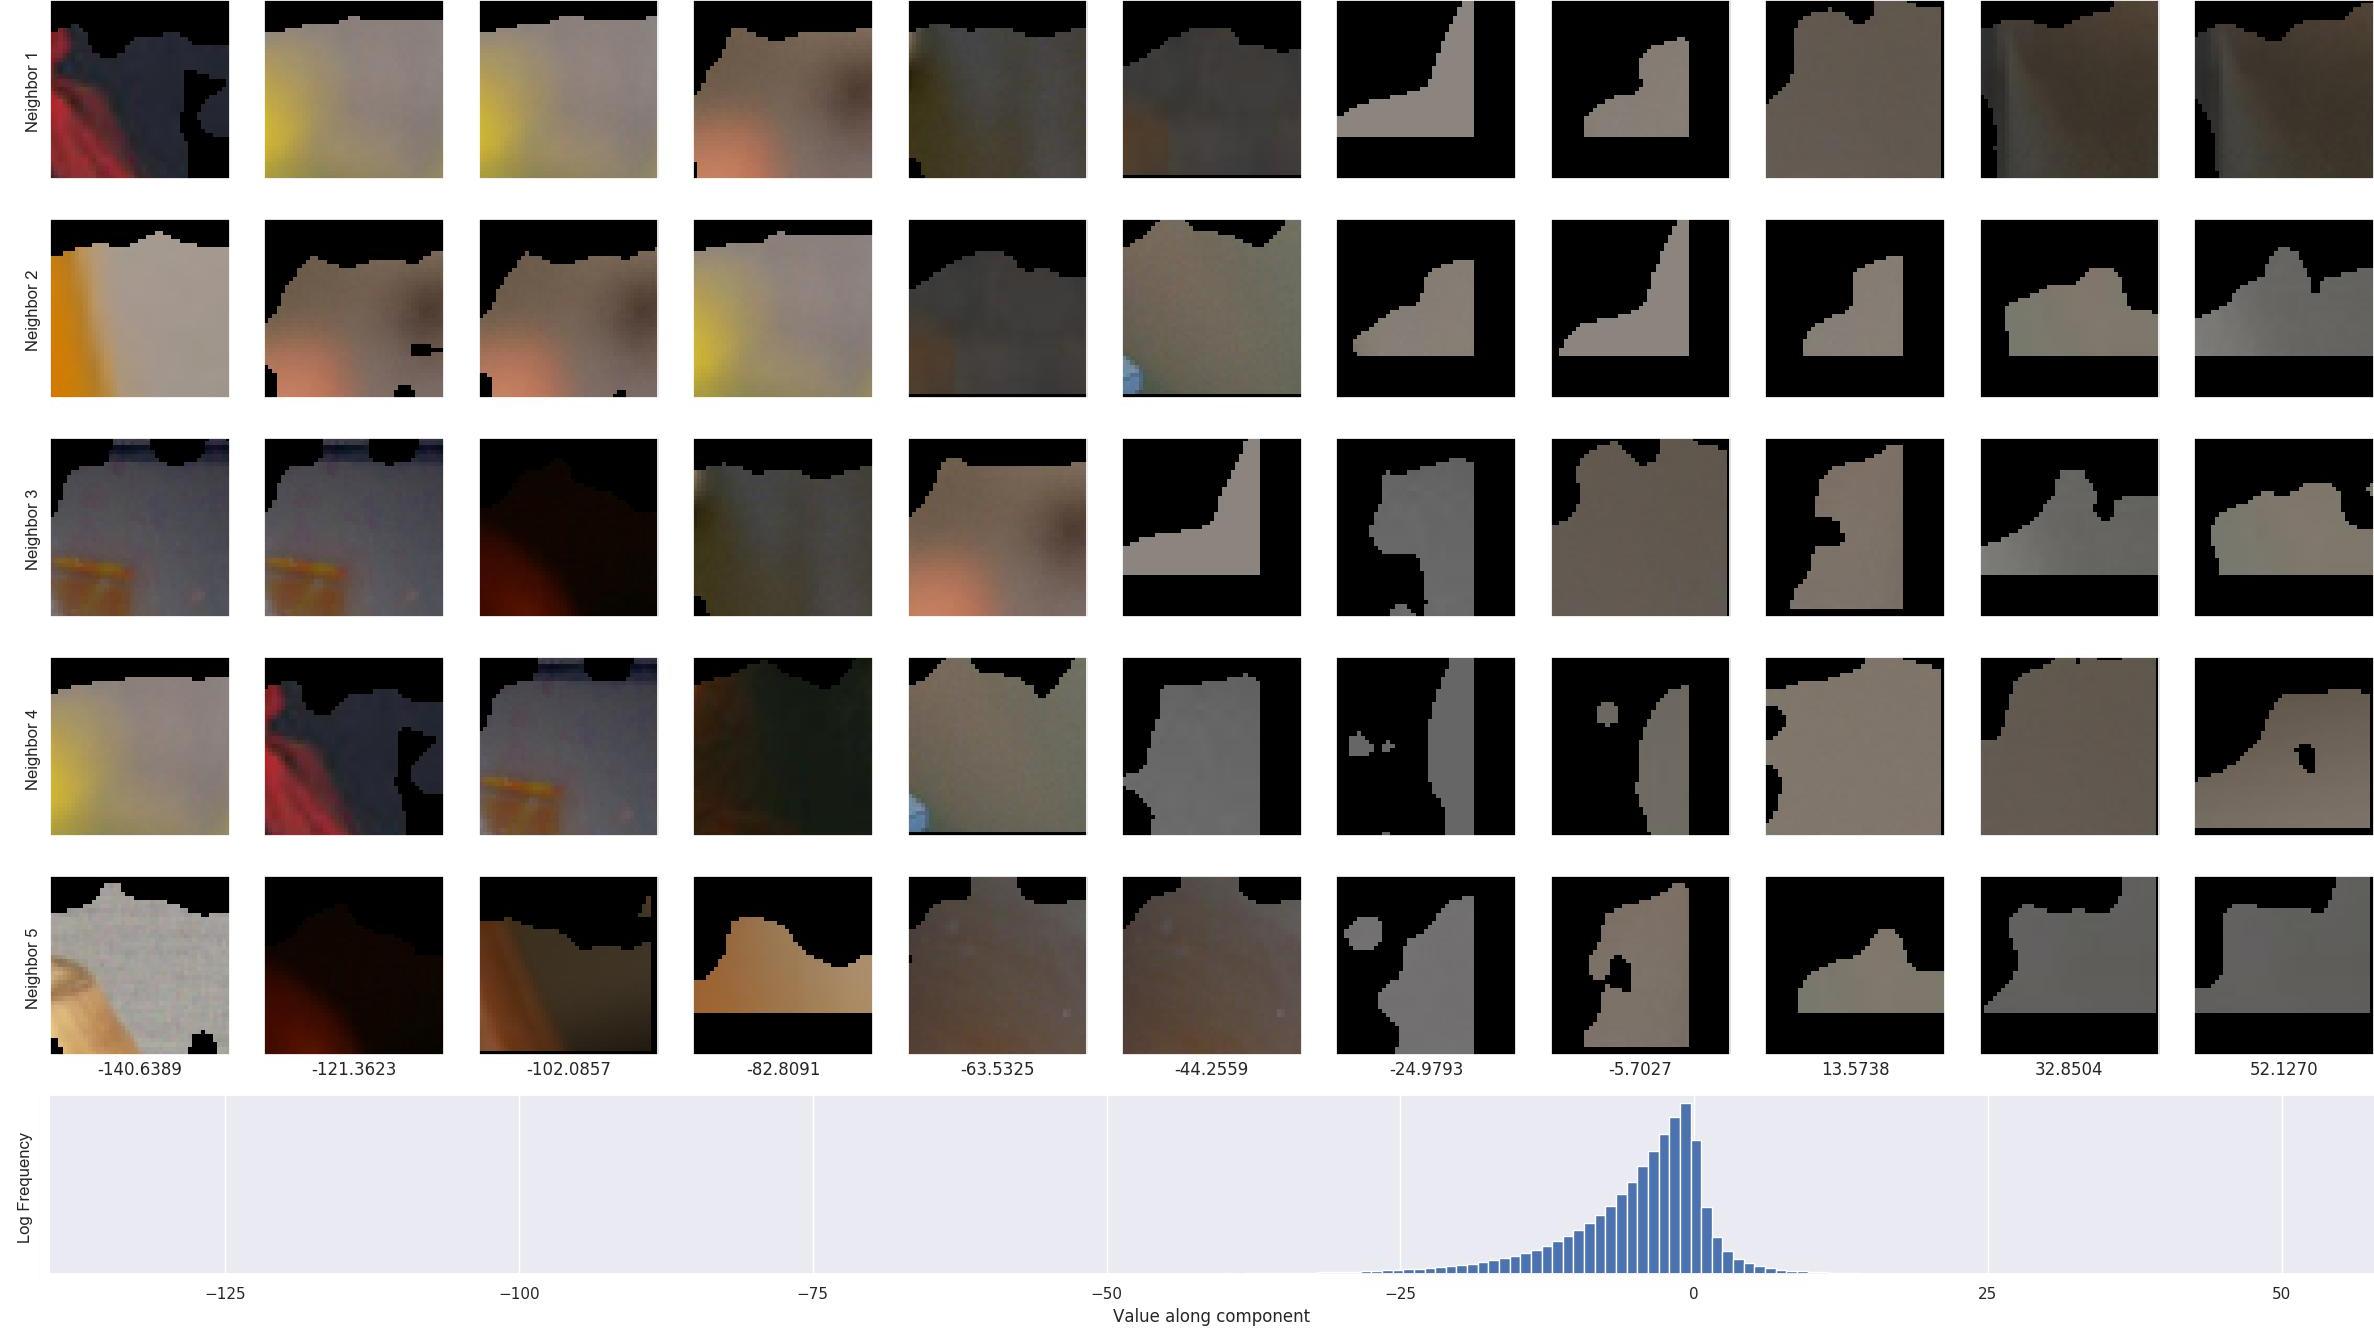 Neighbor 1
Neighbor 2
Neighbor 3
Neighbor 4
Neighbor 5
-140.6389 -121.3623 -102.0857 -82.8091 -63.5325 -44.2559 -24.9793 -5.7027 13.5738 32.8504 52.1270
Log Frequency
−125 −100 −75 −50 −25 0 25 50
Value along component